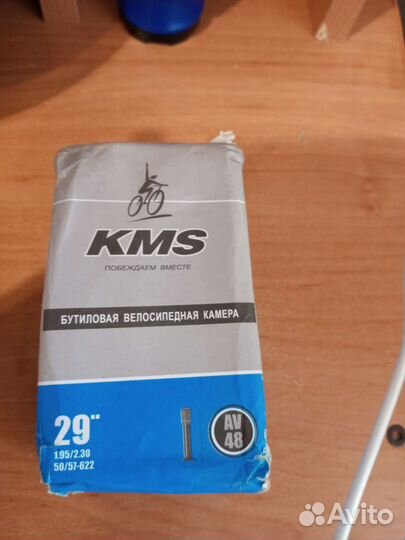 KMS
ПОБЕЖДАЕМ ВМЕСТЕ
БУТИЛОВАЯ ВЕЛОСИПЕДНАЯ КАМЕРА
29"
1.95/2.30
50/57-622
AV
48
Avito